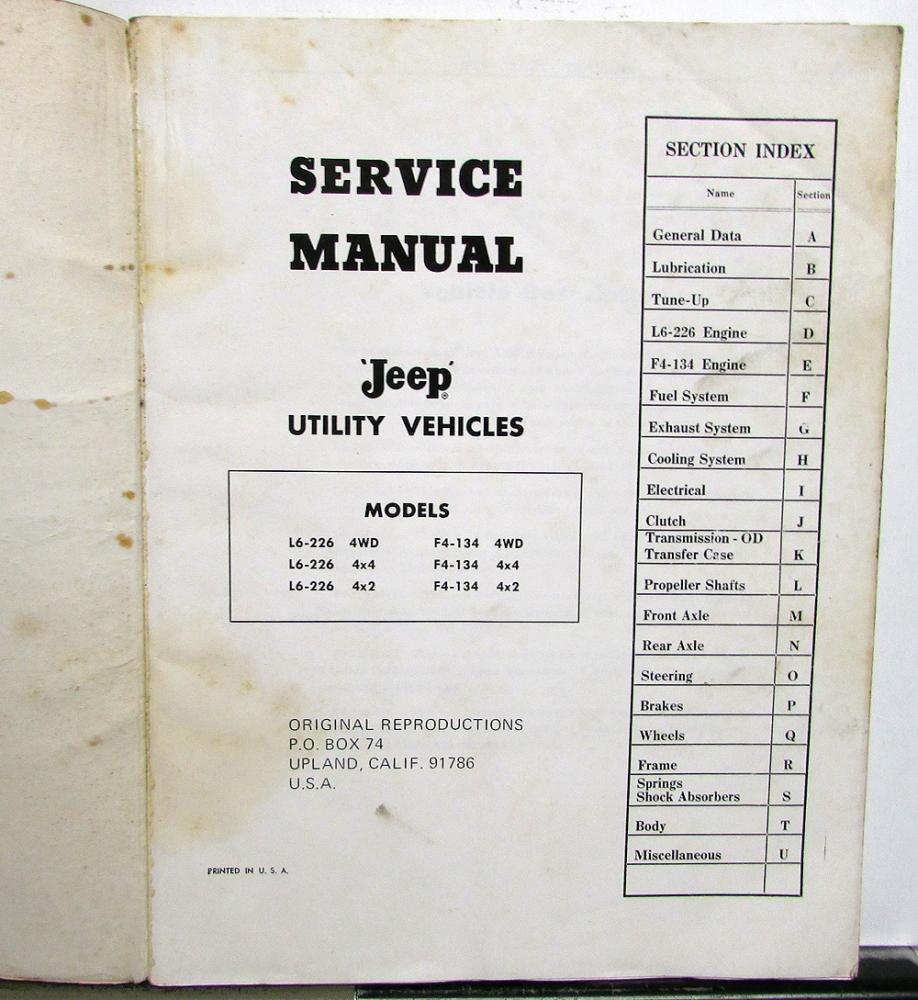 SERVICE
MANUAL
'Jeep'®
UTILITY VEHICLES
MODELS
L6-226 4WD F4-134 4WD
L6-226 4x4 F4-134 4x4
L6-226 4x2 F4-134 4x2
ORIGINAL REPRODUCTIONS
P.O. BOX 74
UPLAND, CALIF. 91786
U.S.A.
PRINTED IN U. S. A.
SECTION INDEX
Name Section
General Data A
Lubrication B
Tune-Up C
L6-226 Engine D
F4-134 Engine E
Fuel System F
Exhaust System G
Cooling System H
Electrical I
Clutch J
Transmission - OD
Transfer Case K
Propeller Shafts L
Front Axle M
Rear Axle N
Steering O
Brakes P
Wheels Q
Frame R
Springs
Shock Absorbers S
Body T
Miscellaneous U